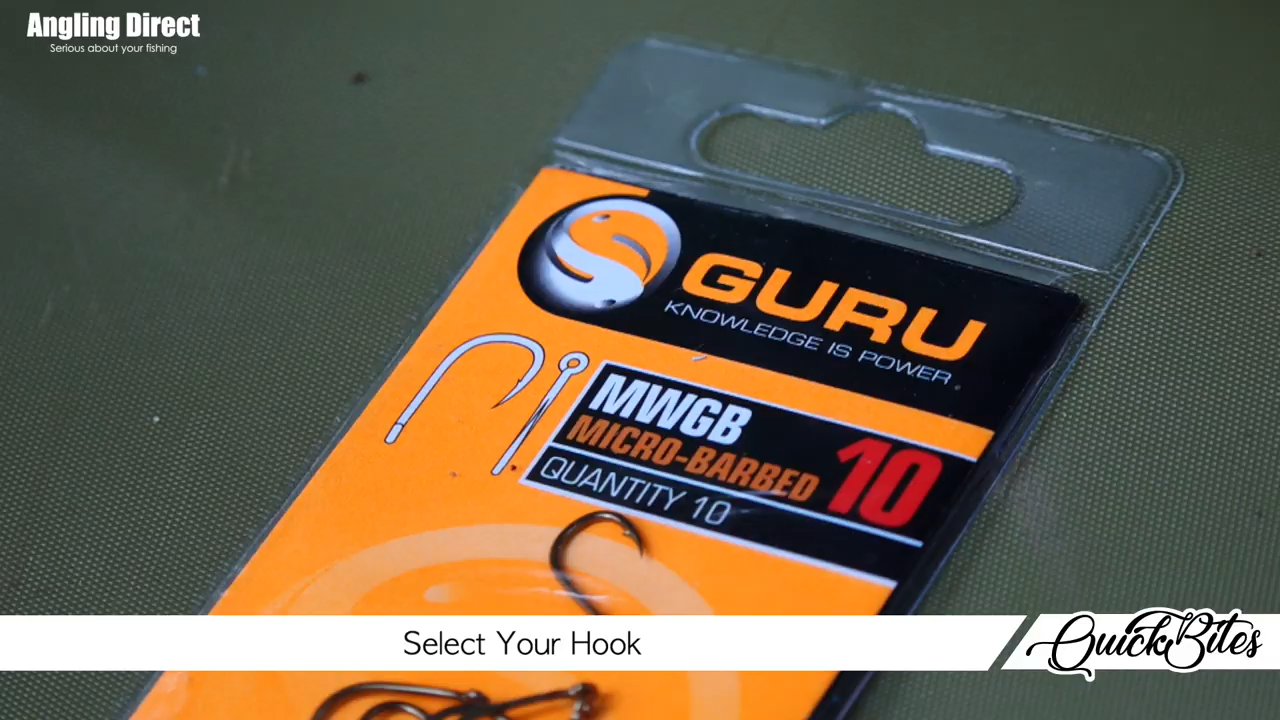 Angling Direct
Serious about your fishing
GURU
KNOWLEDGE IS POWER
MWGB
MICRO-BARBED
10
QUANTITY 10
Select Your Hook
QuickBites